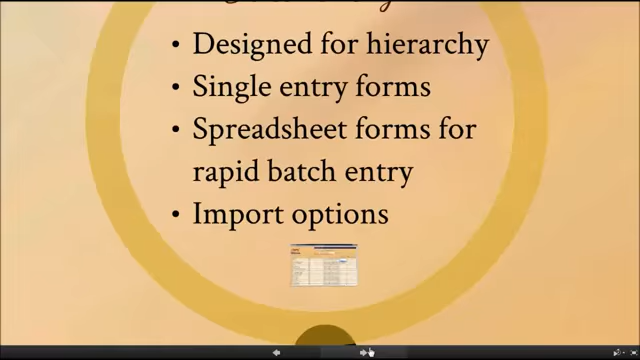 • Designed for hierarchy
• Single entry forms
• Spreadsheet forms for
rapid batch entry
• Import options